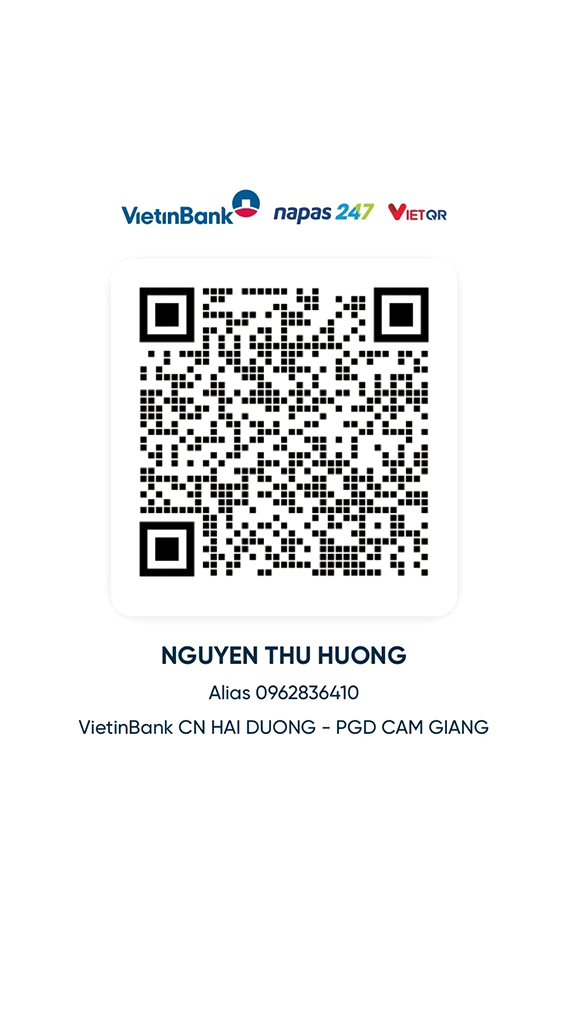 VietinBank napas 247 VIETQR
NGUYEN THU HUONG
Alias 0962836410
VietinBank CN HAI DUONG - PGD CAM GIANG